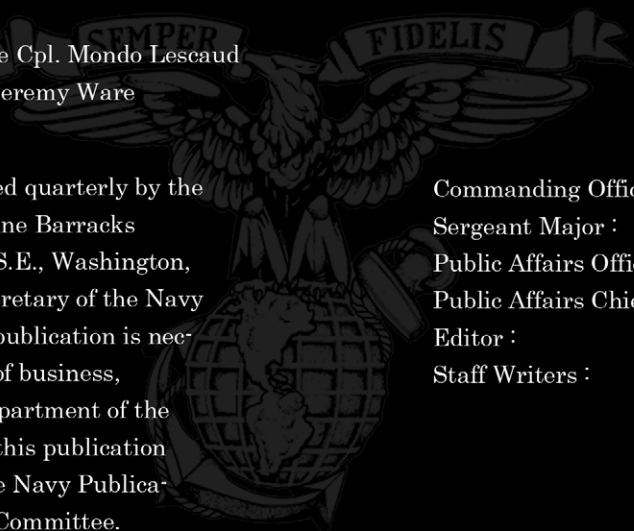 SEMPER FIDELIS
e Cpl. Mondo Lescaud
eremy Ware
ed quarterly by the
ne Barracks
S.E., Washington,
retary of the Navy
publication is nec-
of business,
partment of the
this publication
e Navy Publica-
Committee.
Commanding Offic
Sergeant Major :
Public Affairs Offi
Public Affairs Chie
Editor :
Staff Writers :